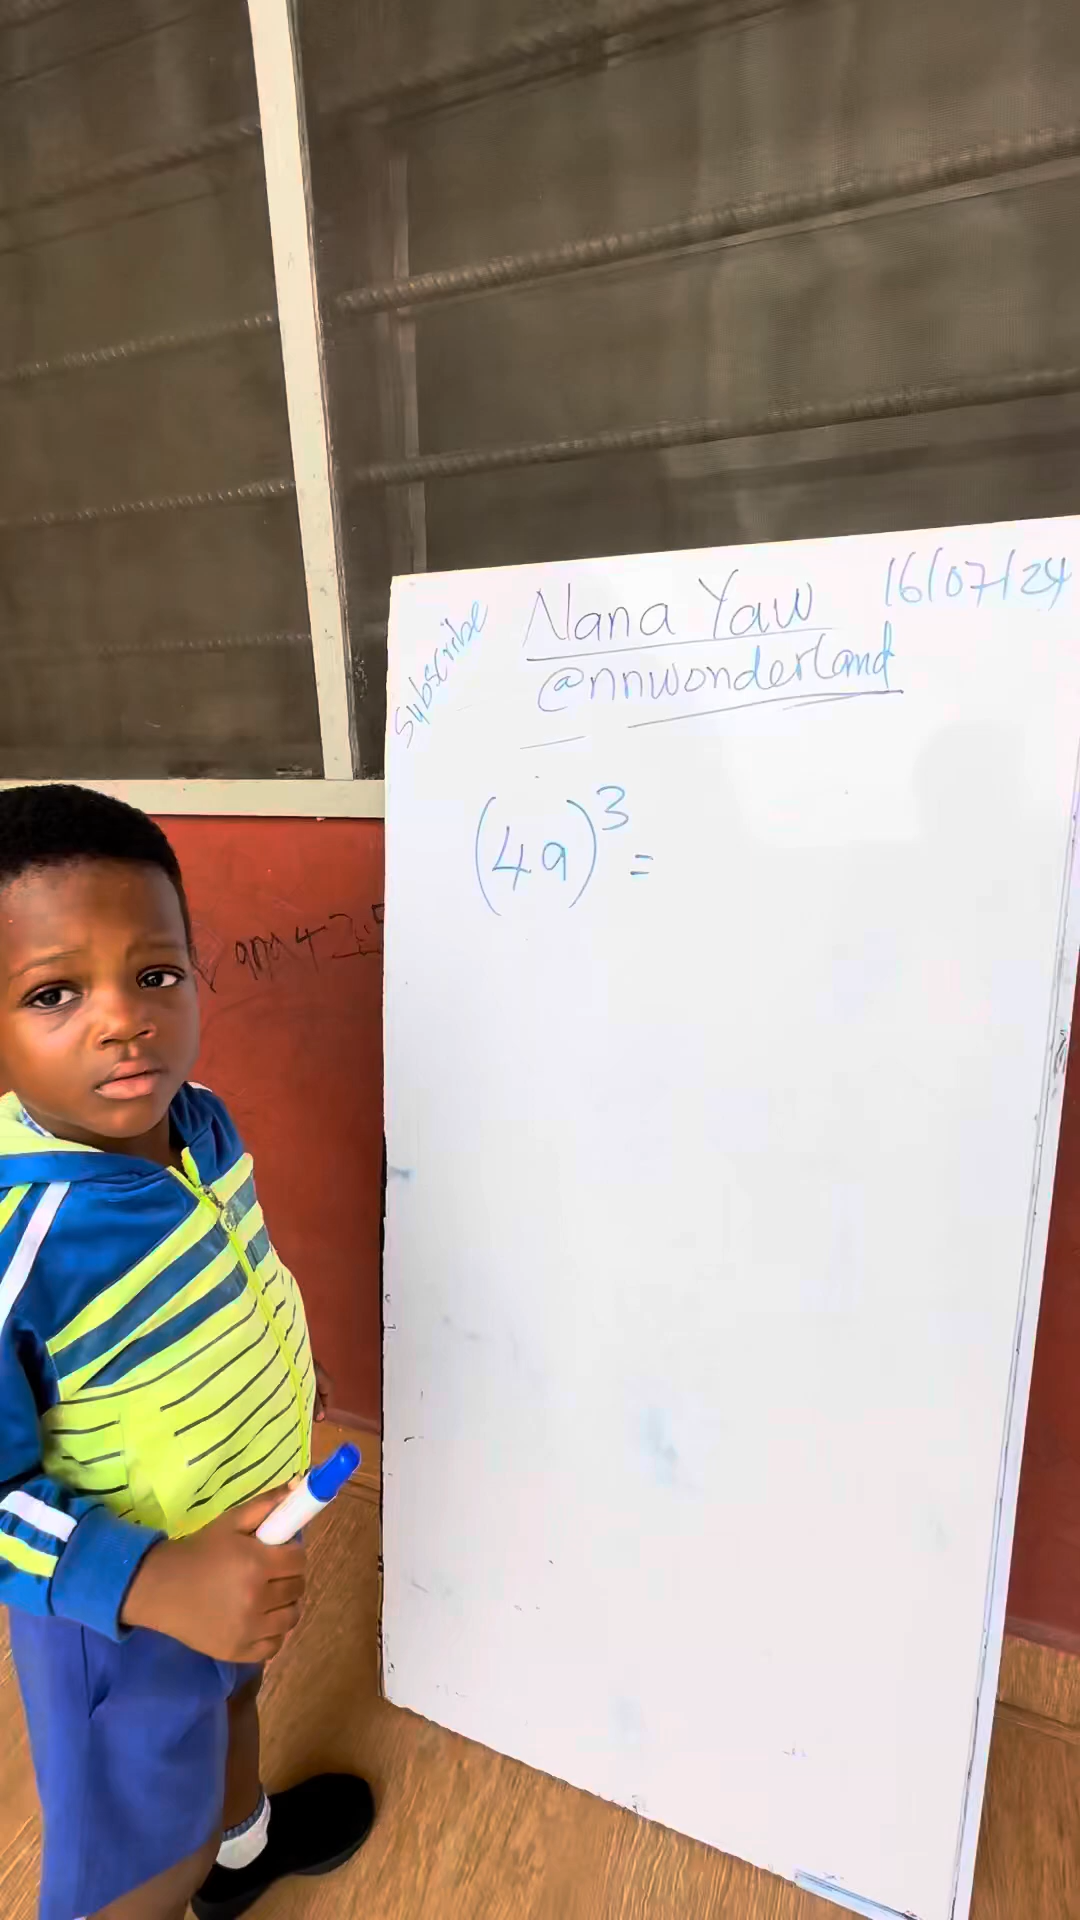 Subscribe
Nana Yaw
16/07/24
@nnwonderland
(4a)³ =